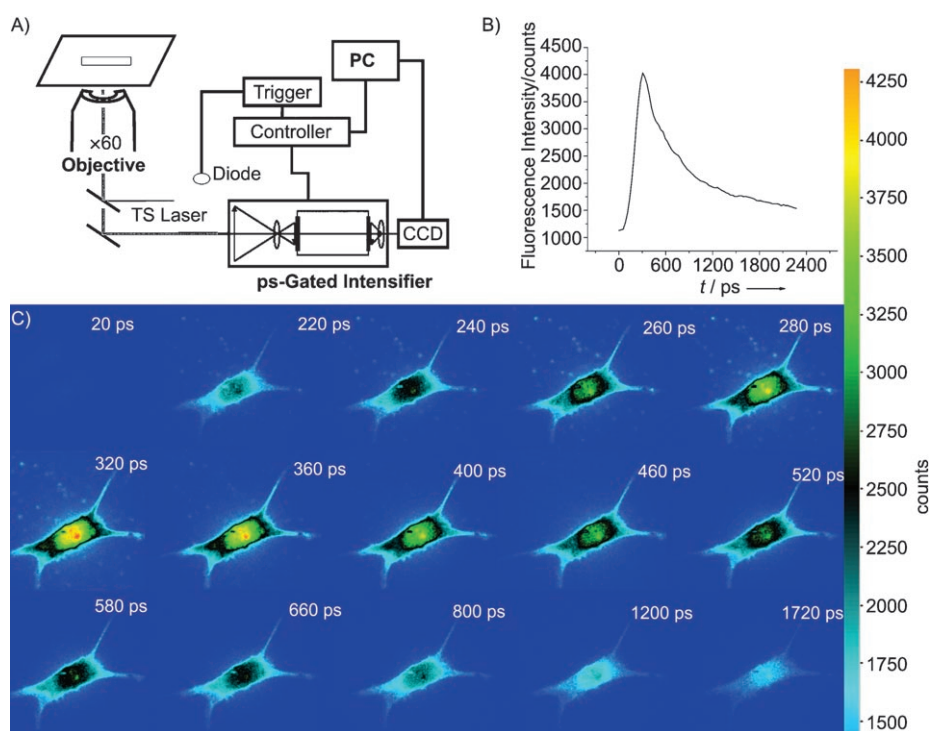 A)
PC
Trigger
Controller
×60
Objective
Diode
TS Laser
CCD
ps-Gated Intensifier
B)
Fluorescence Intensity/counts
4500
4000
3500
3000
2500
2000
1500
1000
0 600 1200 1800 2400
t / ps
4250
4000
3750
3500
3250
3000
2750
2500
2250
2000
1750
1500
counts
C)
20 ps 220 ps 240 ps 260 ps 280 ps
320 ps 360 ps 400 ps 460 ps 520 ps
580 ps 660 ps 800 ps 1200 ps 1720 ps